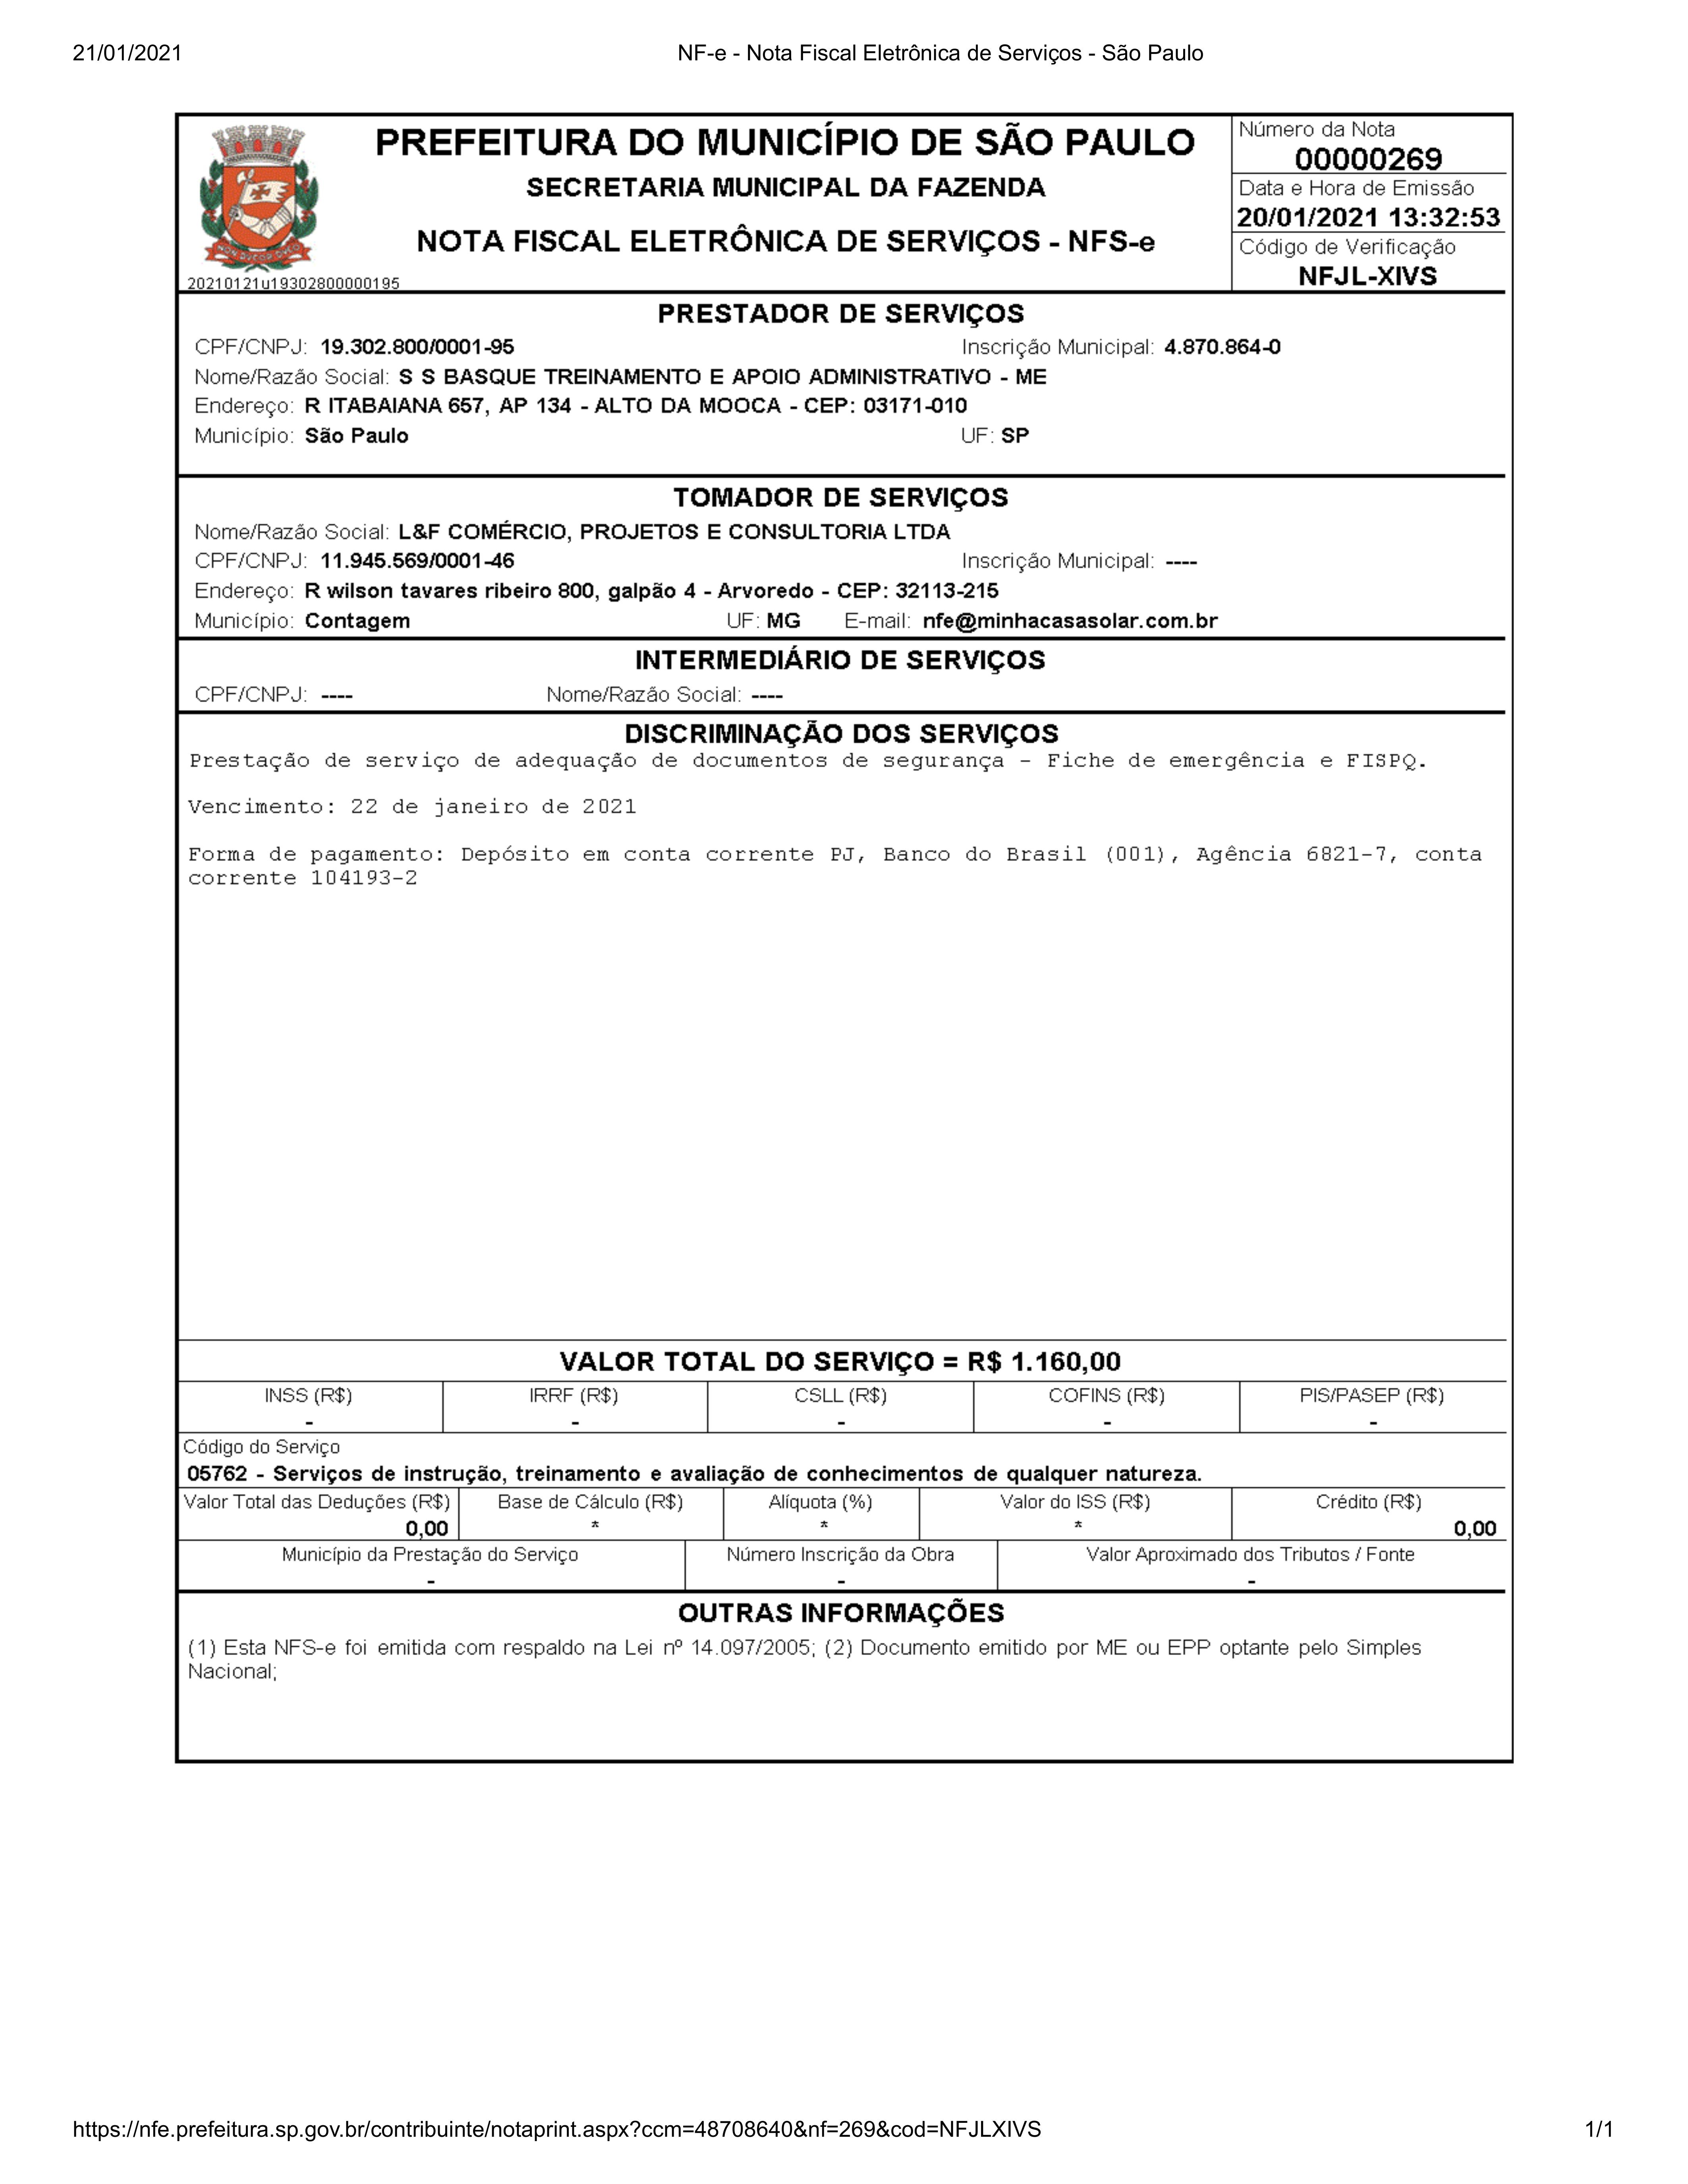 21/01/2021 NF-e - Nota Fiscal Eletrônica de Serviços - São Paulo
PREFEITURA DO MUNICÍPIO DE SÃO PAULO
SECRETARIA MUNICIPAL DA FAZENDA
NOTA FISCAL ELETRÔNICA DE SERVIÇOS - NFS-e
20210121u19302800000195
Número da Nota
00000269
Data e Hora de Emissão
20/01/2021 13:32:53
Código de Verificação
NFJL-XIVS
PRESTADOR DE SERVIÇOS
CPF/CNPJ: 19.302.800/0001-95 Inscrição Municipal: 4.870.864-0
Nome/Razão Social: S S BASQUE TREINAMENTO E APOIO ADMINISTRATIVO - ME
Endereço: R ITABAIANA 657, AP 134 - ALTO DA MOOCA - CEP: 03171-010
Município: São Paulo UF: SP
TOMADOR DE SERVIÇOS
Nome/Razão Social: L&F COMÉRCIO, PROJETOS E CONSULTORIA LTDA
CPF/CNPJ: 11.945.569/0001-46 Inscrição Municipal: ----
Endereço: R wilson tavares ribeiro 800, galpão 4 - Arvoredo - CEP: 32113-215
Município: Contagem UF: MG E-mail: nfe@minhacasasolar.com.br
INTERMEDIÁRIO DE SERVIÇOS
CPF/CNPJ: ---- Nome/Razão Social: ----
DISCRIMINAÇÃO DOS SERVIÇOS
Prestação de serviço de adequação de documentos de segurança - Fiche de emergência e FISPQ.
Vencimento: 22 de janeiro de 2021
Forma de pagamento: Depósito em conta corrente PJ, Banco do Brasil (001), Agência 6821-7, conta
corrente 104193-2
VALOR TOTAL DO SERVIÇO = R$ 1.160,00
INSS (R$) IRRF (R$) CSLL (R$) COFINS (R$) PIS/PASEP (R$)
- - - - -
Código do Serviço
05762 - Serviços de instrução, treinamento e avaliação de conhecimentos de qualquer natureza.
Valor Total das Deduções (R$) Base de Cálculo (R$) Alíquota (%) Valor do ISS (R$) Crédito (R$)
0,00 * * * 0,00
Município da Prestação do Serviço Número Inscrição da Obra Valor Aproximado dos Tributos / Fonte
- - -
OUTRAS INFORMAÇÕES
(1) Esta NFS-e foi emitida com respaldo na Lei nº 14.097/2005; (2) Documento emitido por ME ou EPP optante pelo Simples
Nacional;
https://nfe.prefeitura.sp.gov.br/contribuinte/notaprint.aspx?ccm=48708640&nf=269&cod=NFJLXIVS 1/1